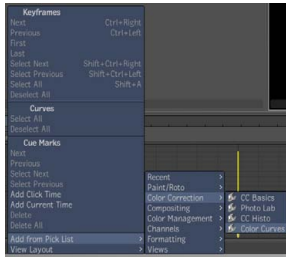 Keyframes
Next Ctrl+Right
Previous Ctrl+Left
First
Last
Select Next Shift+Ctrl+Right
Select Previous Shift+Ctrl+Left
Select All Shift+A
Deselect All
Curves
Select All
Deselect All
Cue Marks
Next
Previous
Select Next
Select Previous
Add Click Time
Add Current Time
Delete
Delete All
Add from Pick List >
View Layout >
Recent >
Paint/Roto >
Color Correction >
Compositing >
Color Management >
Channels >
Formatting >
Views >
CC Basics
Photo Lab
CC Histo
Color Curves